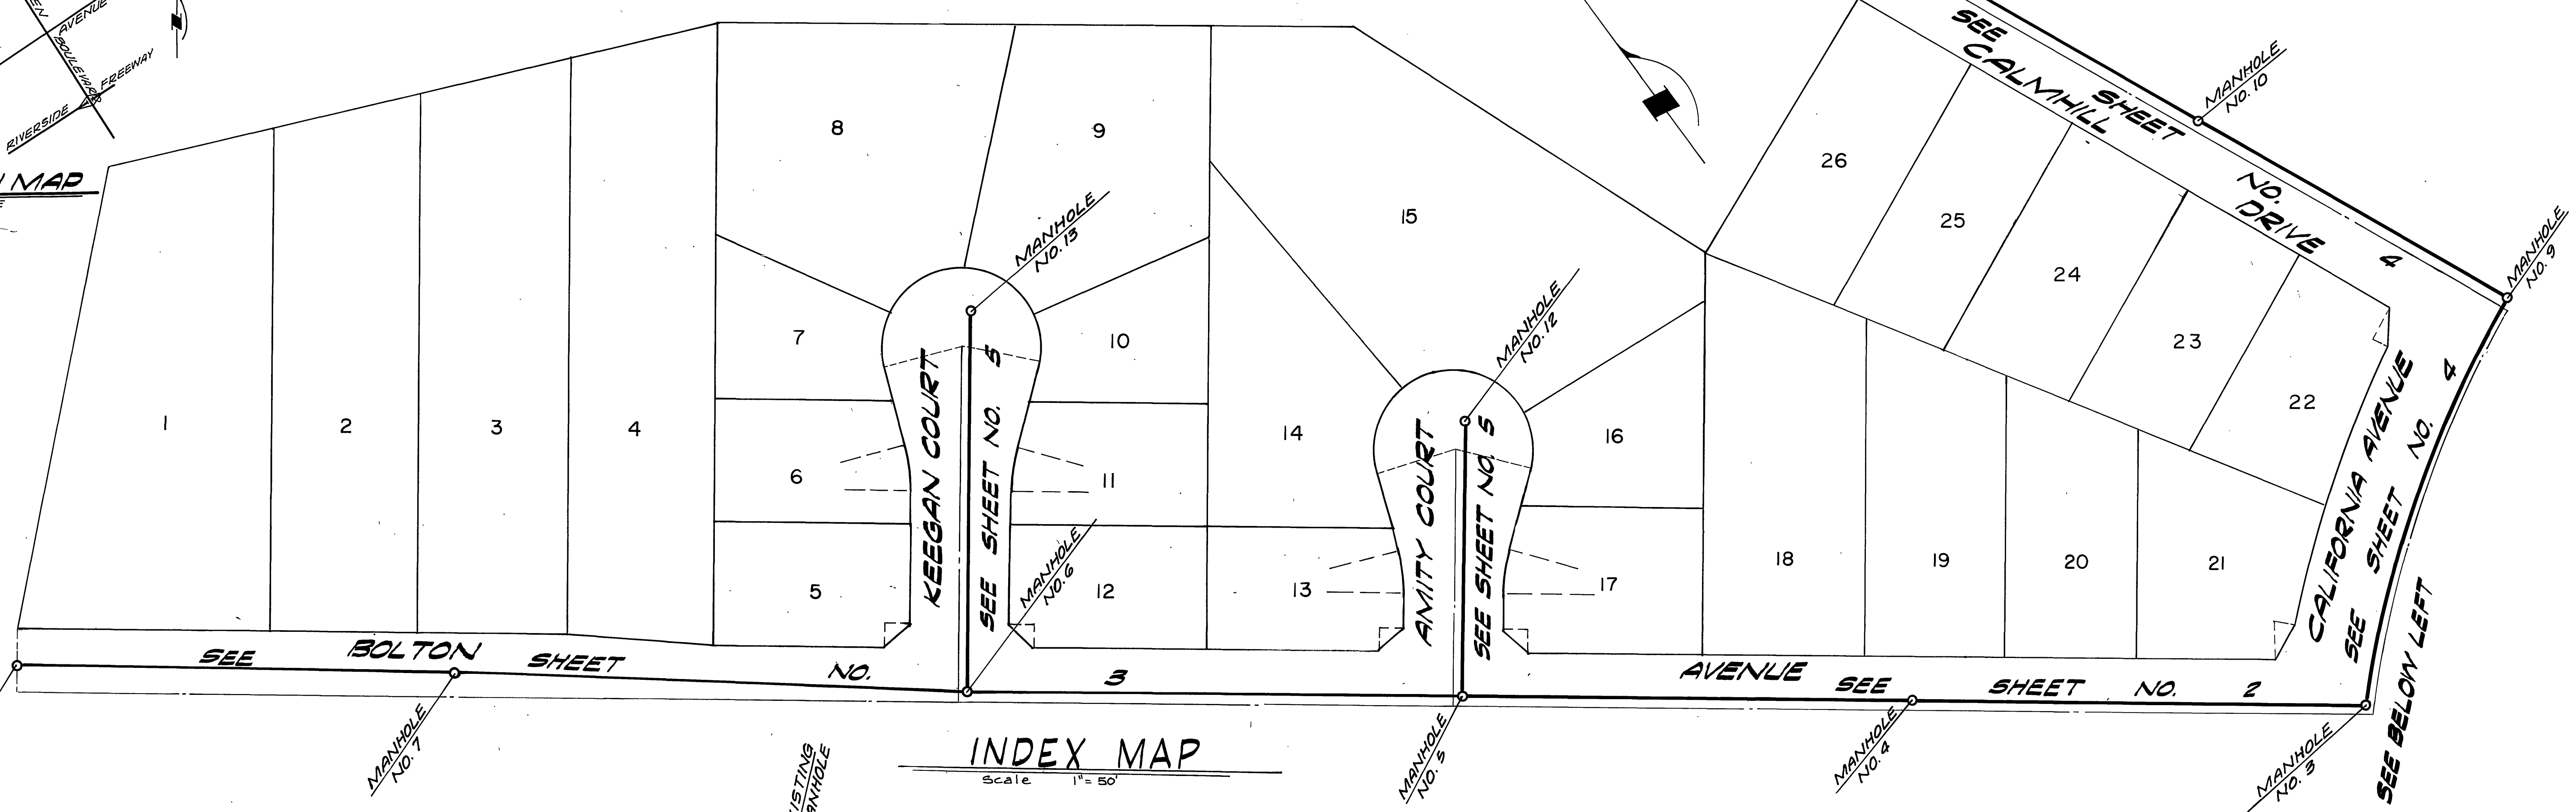 AVENUE
BOULEVARD
FREEWAY
RIVERSIDE
MAP
8
9
15
26
25
24
23
22
7
10
1
2
3
4
14
16
6
11
5
12
13
17
18
19
20
21
MANHOLE
NO. 13
MANHOLE
NO. 12
MANHOLE
NO. 10
MANHOLE
NO. 9
SEE SHEET NO. 4
CALMHILL DRIVE
CALIFORNIA AVENUE
SEE SHEET NO. 4
SEE BELOW LEFT
KEEGAN COURT
SEE SHEET NO. 5
MANHOLE
NO. 6
AMITY COURT
SEE SHEET NO. 5
BOLTON AVENUE
SEE SHEET NO. 3
SEE SHEET NO. 2
MANHOLE
NO. 7
MANHOLE
NO. 5
MANHOLE
NO. 4
MANHOLE
NO. 3
INDEX MAP
Scale 1"= 50'